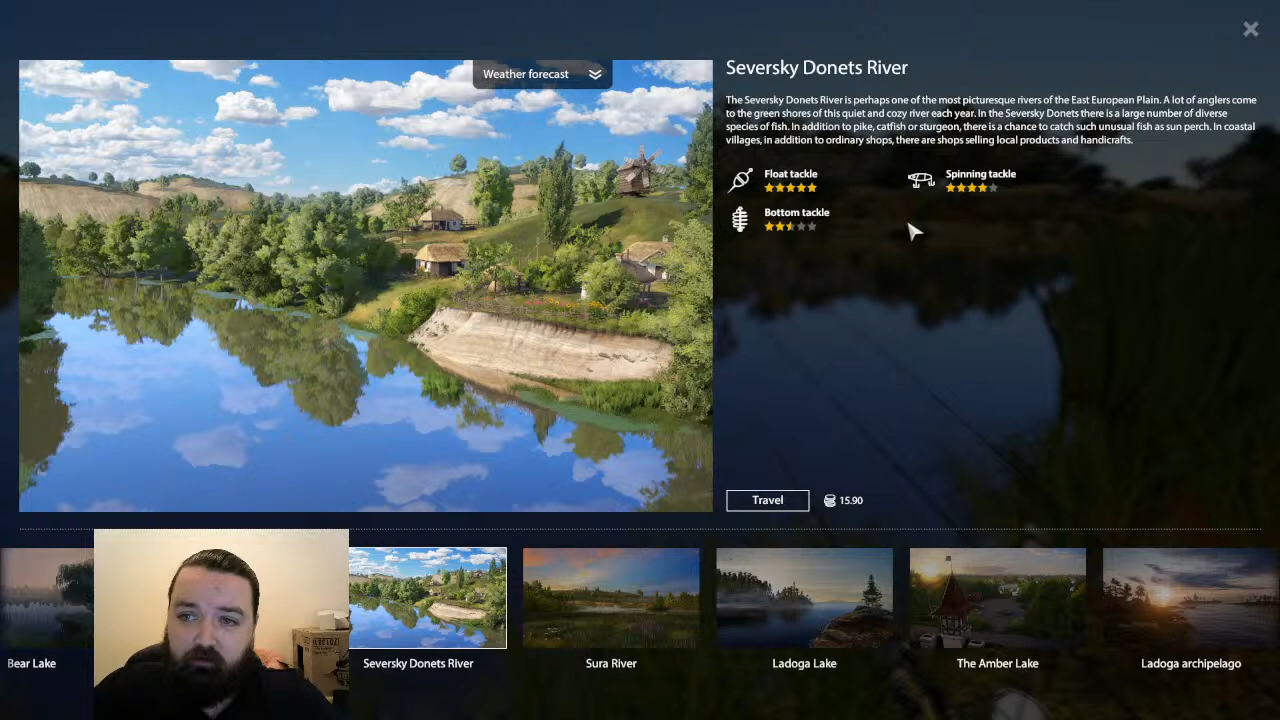 Weather forecast
Seversky Donets River
The Seversky Donets River is perhaps one of the most picturesque rivers of the East European Plain. A lot of anglers come
to the green shores of this quiet and cozy river each year. In the Seversky Donets there is a large number of diverse
species of fish. In addition to pike, catfish or sturgeon, there is a chance to catch such unusual fish as sun perch. In coastal
villages, in addition to ordinary shops, there are shops selling local products and handicrafts.
Float tackle
Spinning tackle
Bottom tackle
Travel
15.90
Bear Lake
Seversky Donets River
Sura River
Ladoga Lake
The Amber Lake
Ladoga archipelago